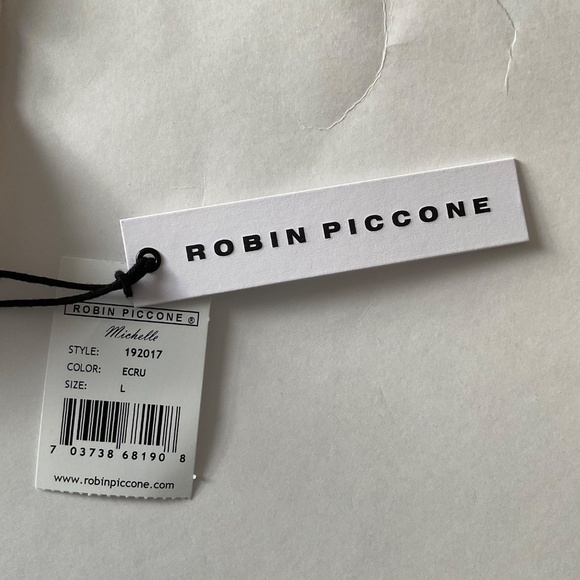 ROBIN PICCONE
ROBIN PICCONE ®
Michelle
STYLE: 192017
COLOR: ECRU
SIZE: L
7 03738 68190 8
www.robinpiccone.com